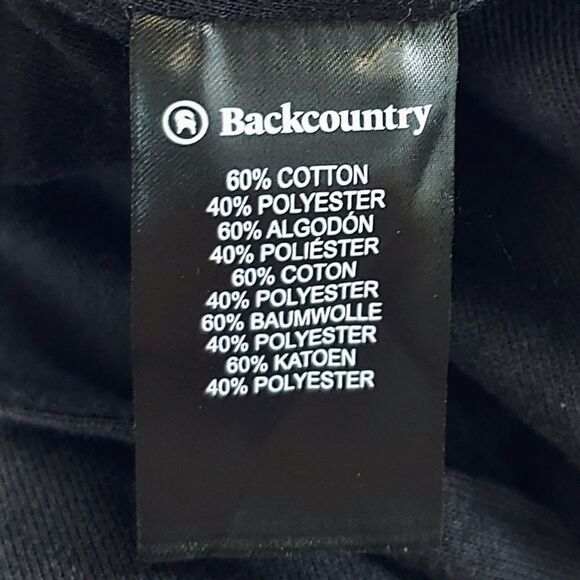 Backcountry
60% COTTON
40% POLYESTER
60% ALGODÓN
40% POLIÉSTER
60% COTON
40% POLYESTER
60% BAUMWOLLE
40% POLYESTER
60% KATOEN
40% POLYESTER